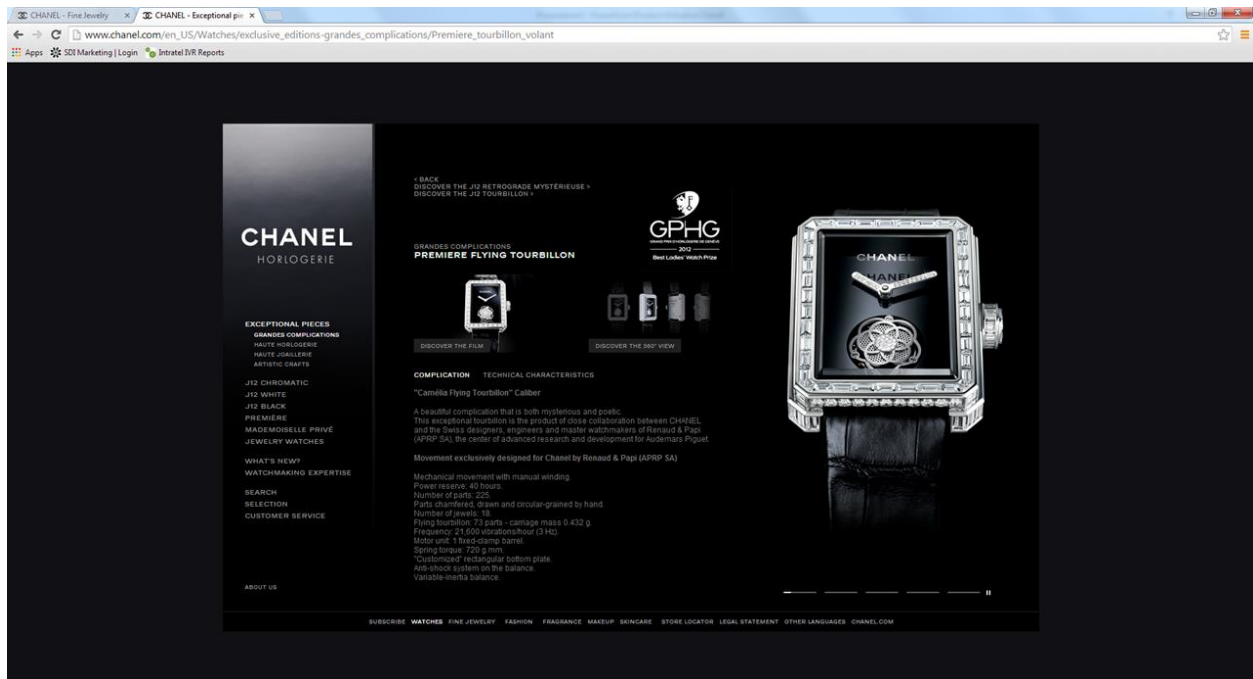 CHANEL - Fine Jewelry
CHANEL - Exceptional pie
www.chanel.com/en_US/Watches/exclusive_editions-grandes_complications/Premiere_tourbillon_volant
Apps SDI Marketing | Login Intratel IVR Reports
CHANEL
HORLOGERIE
EXCEPTIONAL PIECES
GRANDES COMPLICATIONS
HAUTE HORLOGERIE
HAUTE JOAILLERIE
ARTISTIC CRAFTS
J12 CHROMATIC
J12 WHITE
J12 BLACK
PREMIÈRE
MADEMOISELLE PRIVÉ
JEWELRY WATCHES
WHAT'S NEW?
WATCHMAKING EXPERTISE
SEARCH
SELECTION
CUSTOMER SERVICE
ABOUT US
< BACK
DISCOVER THE J12 RETROGRADE MYSTÉRIEUSE >
DISCOVER THE J12 TOURBILLON >
GPHG
GRAND PRIX D'HORLOGERIE DE GENÈVE
2012
Best Ladies' Watch Prize
GRANDES COMPLICATIONS
PREMIERE FLYING TOURBILLON
DISCOVER THE FILM
DISCOVER THE 360° VIEW
COMPLICATION TECHNICAL CHARACTERISTICS
"Camélia Flying Tourbillon" Caliber
A beautiful complication that is both mysterious and poetic.
This exceptional tourbillon is the product of close collaboration between CHANEL
and the Swiss designers, engineers and master watchmakers of Renaud & Papi
(APRP SA), the center of advanced research and development for Audemars Piguet.
Movement exclusively designed for Chanel by Renaud & Papi (APRP SA)
Mechanical movement with manual winding.
Power reserve: 40 hours.
Number of parts: 225.
Parts chamfered, drawn and circular-grained by hand.
Number of jewels: 18.
Flying tourbillon: 73 parts - carriage mass 0.432 g.
Frequency: 21,600 vibrations/hour (3 Hz).
Motor unit: 1 fixed-clamp barrel.
Spring torque: 720 g.mm.
"Customized" rectangular bottom plate.
Anti-shock system on the balance.
Variable-inertia balance.
CHANEL
CHANEL
SUBSCRIBE WATCHES FINE JEWELRY FASHION FRAGRANCE MAKEUP SKINCARE STORE LOCATOR LEGAL STATEMENT OTHER LANGUAGES CHANEL.COM